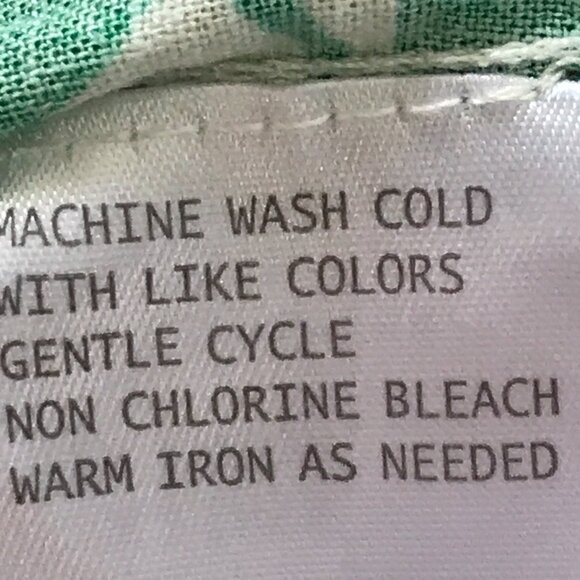 MACHINE WASH COLD
WITH LIKE COLORS
GENTLE CYCLE
NON CHLORINE BLEACH
WARM IRON AS NEEDED